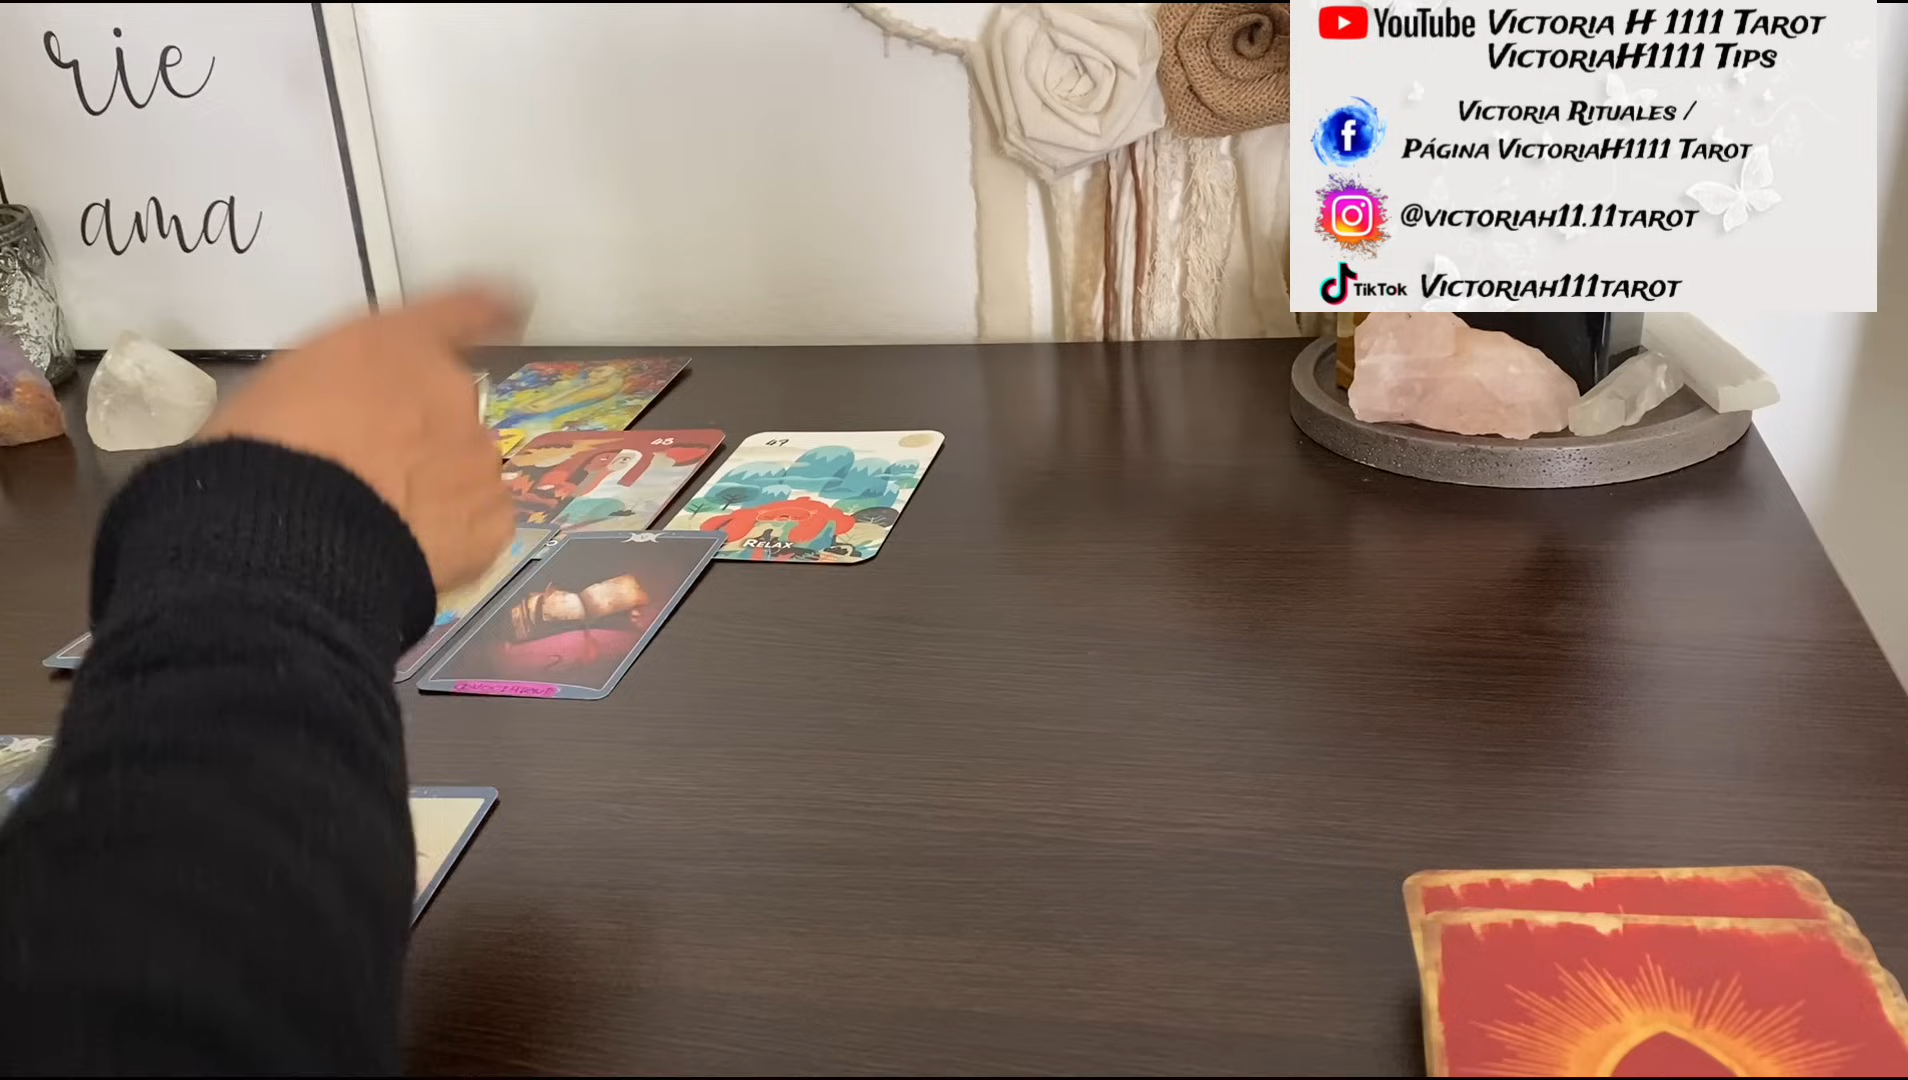 rie
ama
YouTube Victoria H 1111 Tarot
VictoriaH1111 Tips
Victoria Rituales /
Página VictoriaH1111 Tarot
@victoriah11.11tarot
TikTok Victoriah111tarot
48
49
Relax